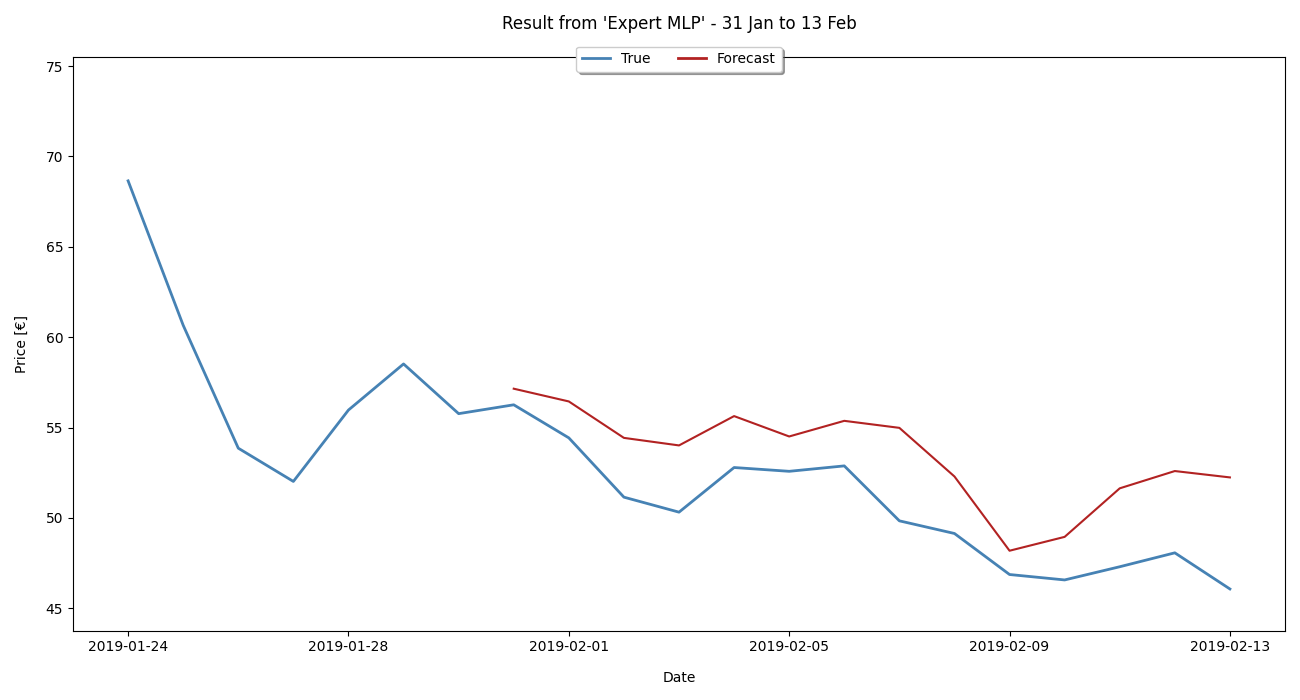 Result from 'Expert MLP' - 31 Jan to 13 Feb
True Forecast
75
70
65
60
55
50
45
Price [€]
2019-01-24 2019-01-28 2019-02-01 2019-02-05 2019-02-09 2019-02-13
Date